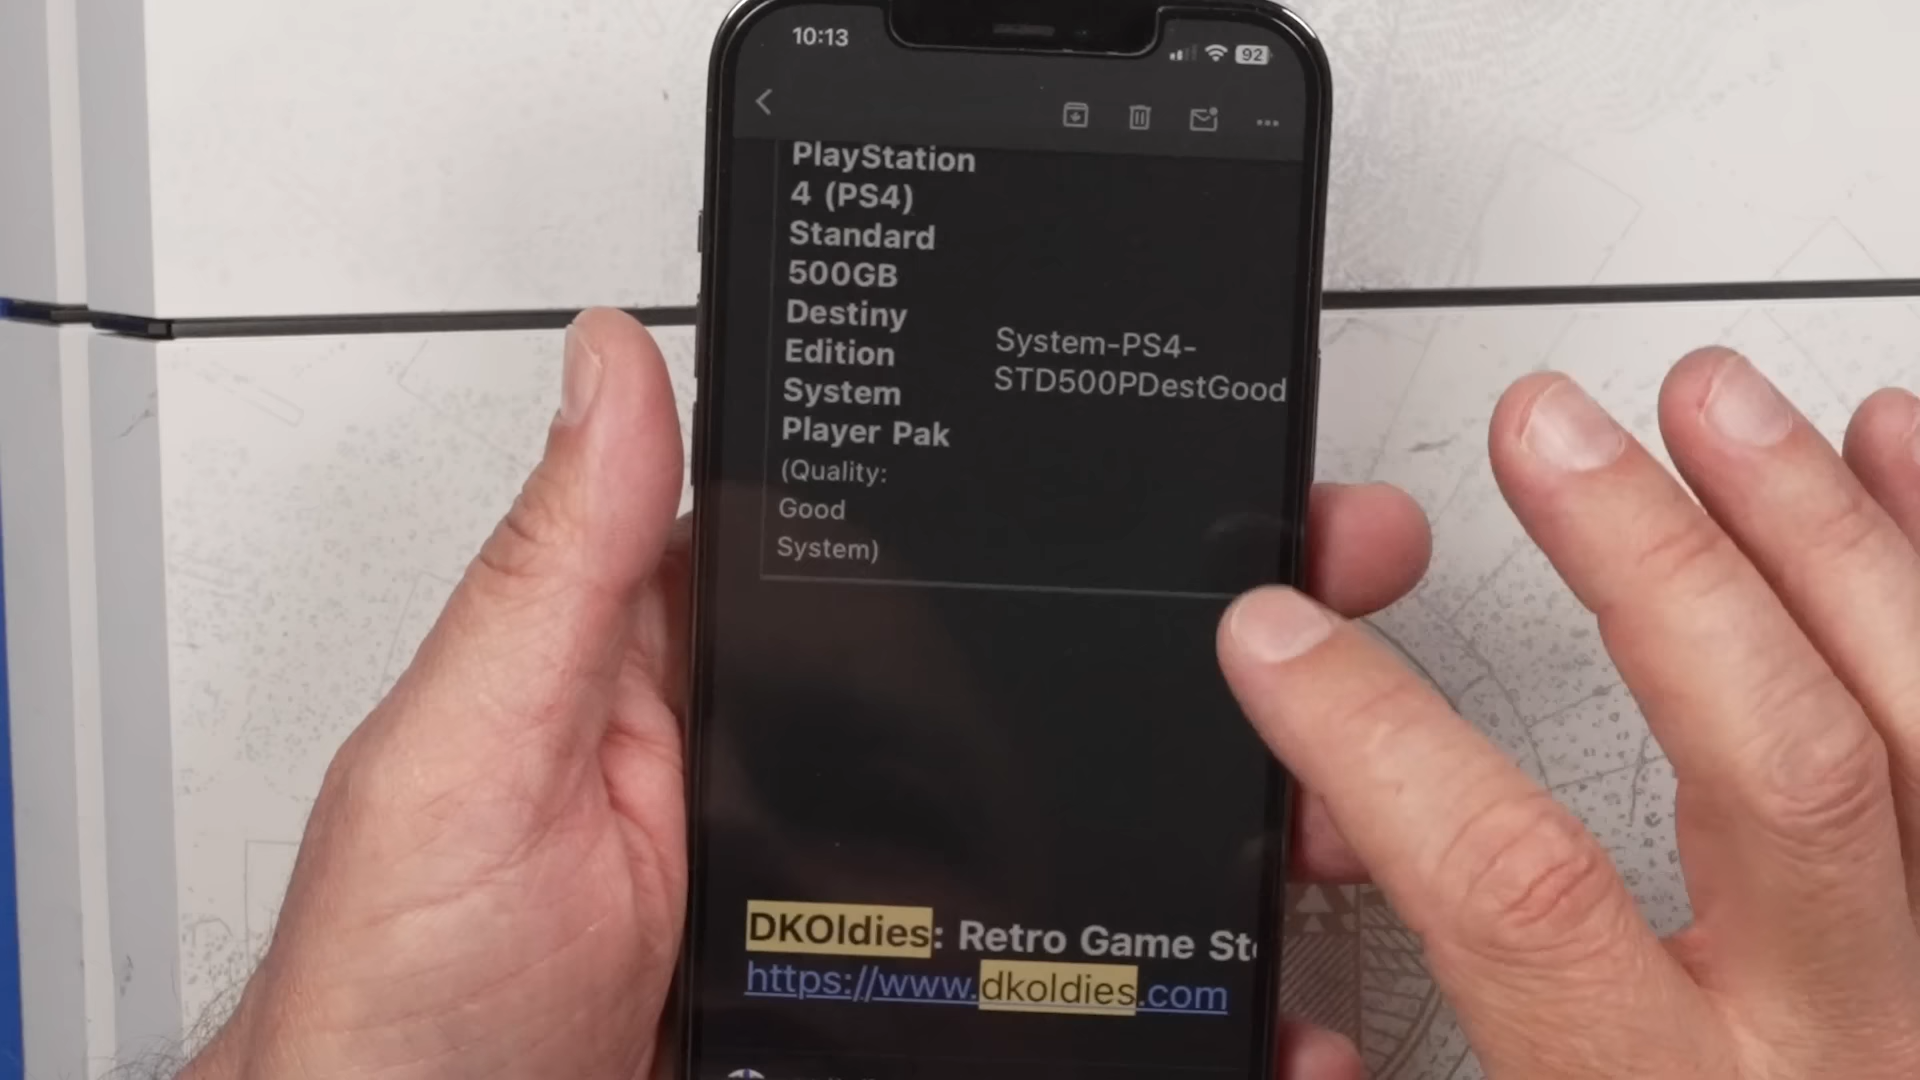 10:13
92
PlayStation
4 (PS4)
Standard
500GB
Destiny
Edition
System
Player Pak
(Quality:
Good
System)
System-PS4-
STD500PDestGood
DKOldies: Retro Game Sto
https://www.dkoldies.com